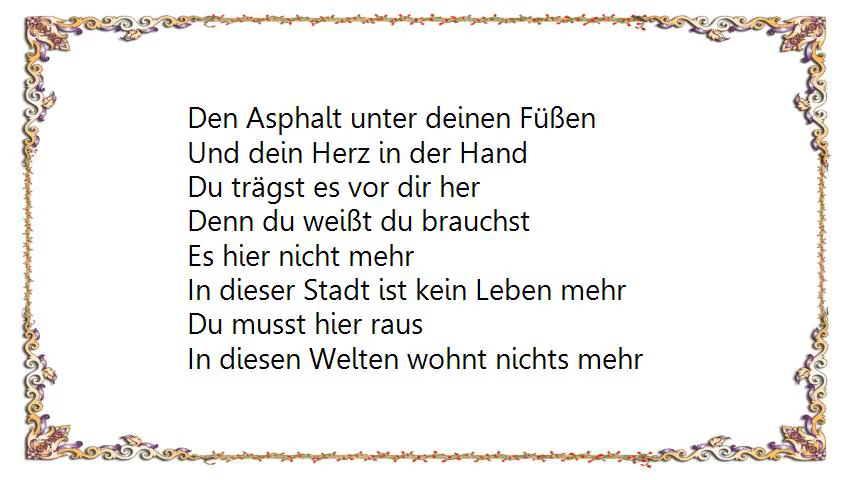 Den Asphalt unter deinen Füßen
Und dein Herz in der Hand
Du trägst es vor dir her
Denn du weißt du brauchst
Es hier nicht mehr
In dieser Stadt ist kein Leben mehr
Du musst hier raus
In diesen Welten wohnt nichts mehr